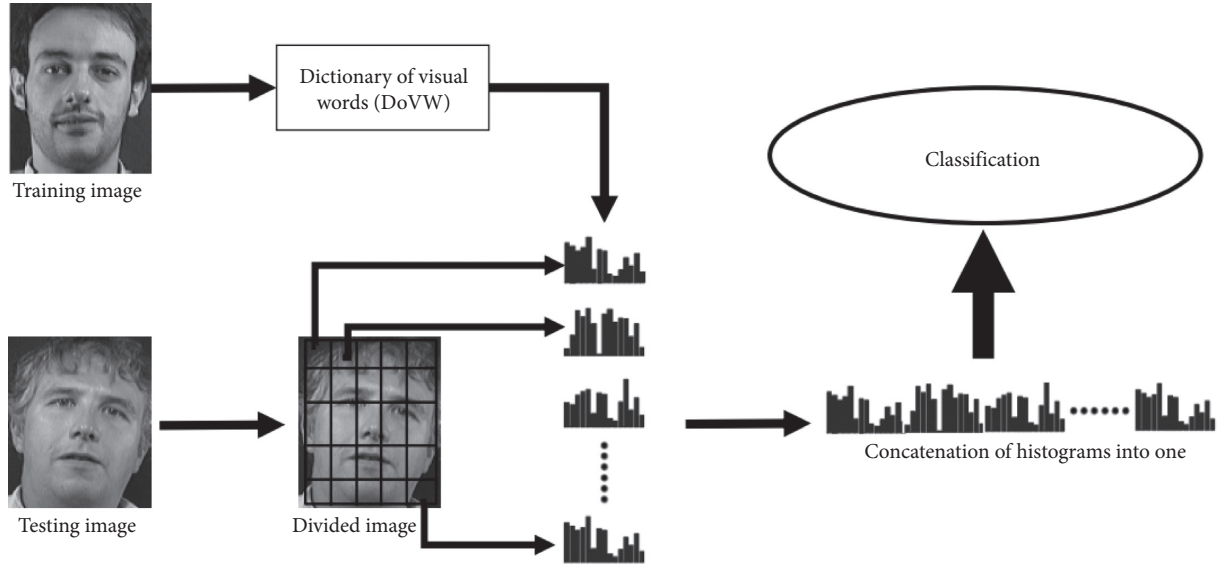 Training image
Dictionary of visual
words (DoVW)
Classification
Testing image
Divided image
Concatenation of histograms into one